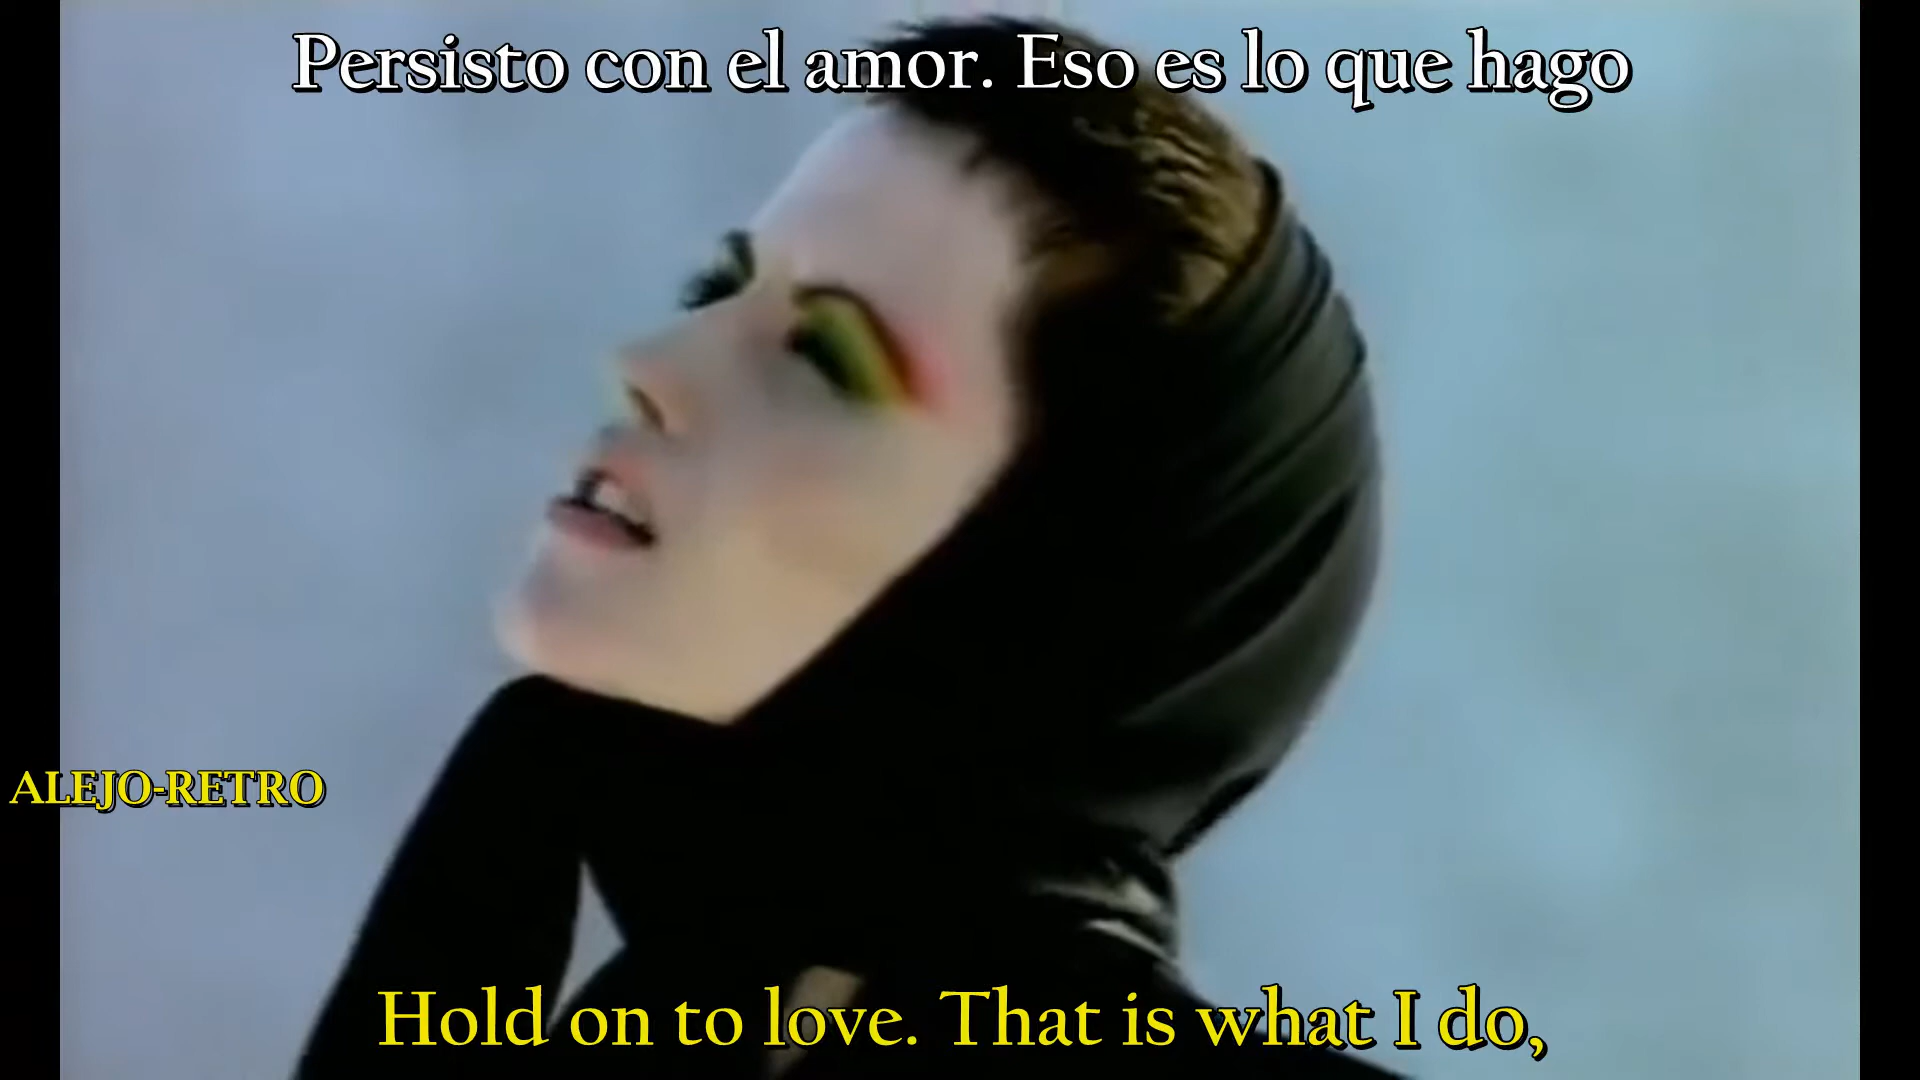 Persisto con el amor. Eso es lo que hago
ALEJO-RETRO
Hold on to love. That is what I do,